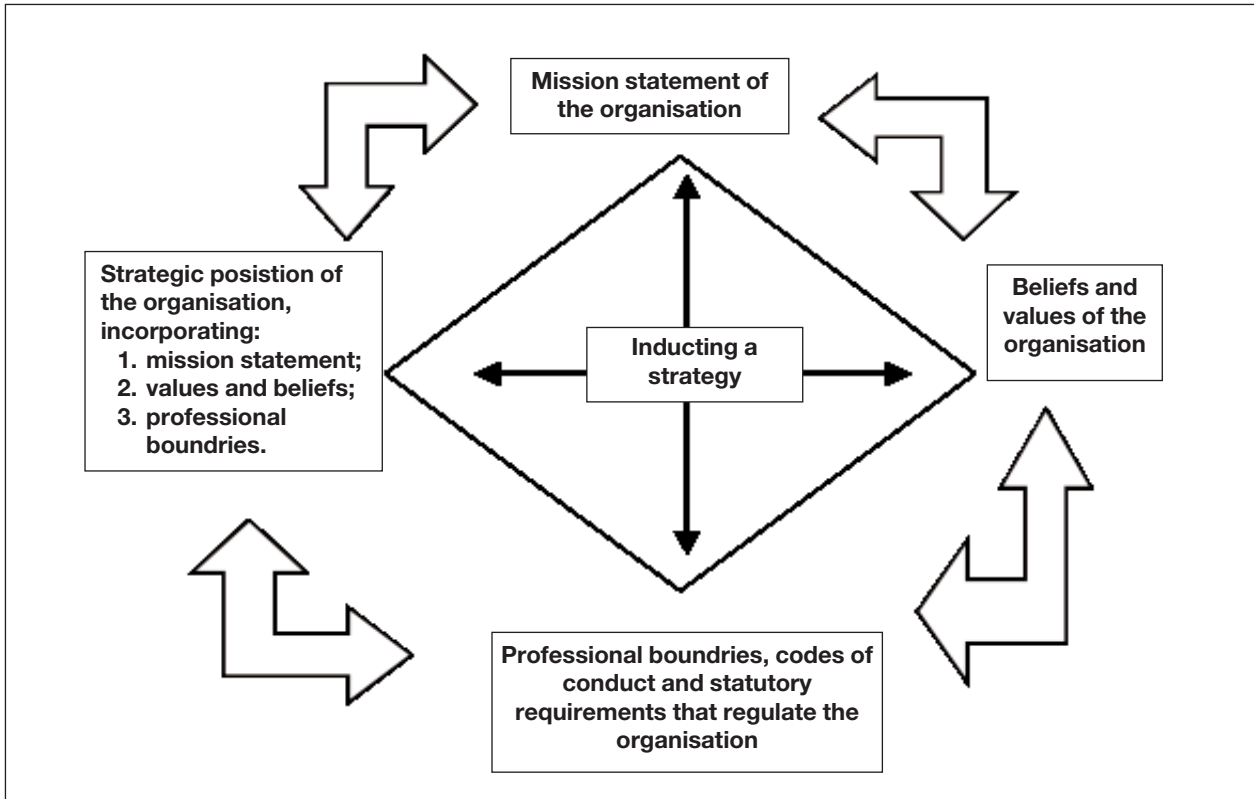 Mission statement of
the organisation
Strategic posistion of
the organisation,
incorporating:
1. mission statement;
2. values and beliefs;
3. professional
boundries.
Inducting a
strategy
Beliefs and
values of the
organisation
Professional boundries, codes of
conduct and statutory
requirements that regulate the
organisation